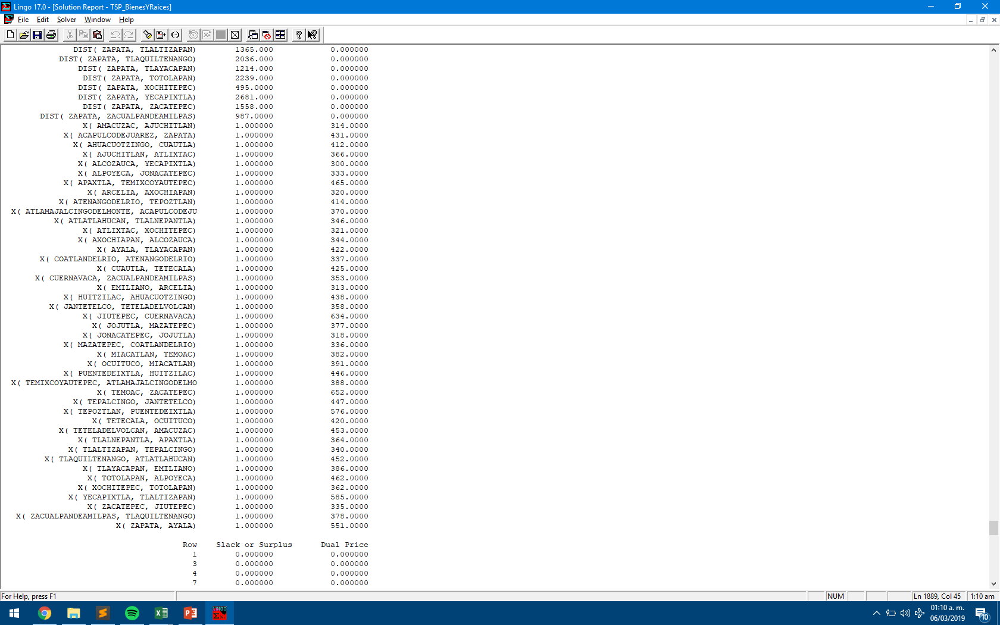 Lingo 17.0 - [Solution Report - TSP_BienesYRaices]
File Edit Solver Window Help
DIST( ZAPATA, TLALTIZAPAN) 1365.000 0.000000
DIST( ZAPATA, TLAQUILTENANGO) 2036.000 0.000000
DIST( ZAPATA, TLAYACAPAN) 1214.000 0.000000
DIST( ZAPATA, TOTOLAPAN) 2239.000 0.000000
DIST( ZAPATA, XOCHITEPEC) 495.0000 0.000000
DIST( ZAPATA, YECAPIXTLA) 2681.000 0.000000
DIST( ZAPATA, ZACATEPEC) 1558.000 0.000000
DIST( ZAPATA, ZACUALPANDEAMILPAS) 987.0000 0.000000
X( AMACUZAC, AJUCHITLAN) 1.000000 314.0000
X( ACAPULCODEJUAREZ, ZAPATA) 1.000000 431.0000
X( AHUACUOTZINGO, CUAUTLA) 1.000000 412.0000
X( AJUCHITLAN, ATLIXTAC) 1.000000 366.0000
X( ALCOZAUCA, YECAPIXTLA) 1.000000 300.0000
X( ALPOYECA, JONACATEPEC) 1.000000 333.0000
X( APAXTLA, TEMIXCOYAUTEPEC) 1.000000 465.0000
X( ARCELIA, AXOCHIAPAN) 1.000000 320.0000
X( ATENANGODELRIO, TEPOZTLAN) 1.000000 414.0000
X( ATLAMAJALCINGODELMONTE, ACAPULCODEJU 1.000000 370.0000
X( ATLATLAHUCAN, TLALNEPANTLA) 1.000000 346.0000
X( ATLIXTAC, XOCHITEPEC) 1.000000 321.0000
X( AXOCHIAPAN, ALCOZAUCA) 1.000000 344.0000
X( AYALA, TLAYACAPAN) 1.000000 422.0000
X( COATLANDELRIO, ATENANGODELRIO) 1.000000 337.0000
X( CUAUTLA, TETECALA) 1.000000 425.0000
X( CUERNAVACA, ZACUALPANDEAMILPAS) 1.000000 353.0000
X( EMILIANO, ARCELIA) 1.000000 313.0000
X( HUITZILAC, AHUACUOTZINGO) 1.000000 438.0000
X( JANTETELCO, TETELADELVOLCAN) 1.000000 358.0000
X( JIUTEPEC, CUERNAVACA) 1.000000 634.0000
X( JOJUTLA, MAZATEPEC) 1.000000 377.0000
X( JONACATEPEC, JOJUTLA) 1.000000 318.0000
X( MAZATEPEC, COATLANDELRIO) 1.000000 336.0000
X( MIACATLAN, TEMOAC) 1.000000 382.0000
X( OCUITUCO, MIACATLAN) 1.000000 391.0000
X( PUENTEDEIXTLA, HUITZILAC) 1.000000 446.0000
X( TEMIXCOYAUTEPEC, ATLAMAJALCINGODELMO 1.000000 388.0000
X( TEMOAC, ZACATEPEC) 1.000000 652.0000
X( TEPALCINGO, JANTETELCO) 1.000000 447.0000
X( TEPOZTLAN, PUENTEDEIXTLA) 1.000000 576.0000
X( TETECALA, OCUITUCO) 1.000000 420.0000
X( TETELADELVOLCAN, AMACUZAC) 1.000000 453.0000
X( TLALNEPANTLA, APAXTLA) 1.000000 364.0000
X( TLALTIZAPAN, TEPALCINGO) 1.000000 340.0000
X( TLAQUILTENANGO, ATLATLAHUCAN) 1.000000 452.0000
X( TLAYACAPAN, EMILIANO) 1.000000 386.0000
X( TOTOLAPAN, ALPOYECA) 1.000000 462.0000
X( XOCHITEPEC, TOTOLAPAN) 1.000000 362.0000
X( YECAPIXTLA, TLALTIZAPAN) 1.000000 585.0000
X( ZACATEPEC, JIUTEPEC) 1.000000 335.0000
X( ZACUALPANDEAMILPAS, TLAQUILTENANGO) 1.000000 378.0000
X( ZAPATA, AYALA) 1.000000 551.0000
Row Slack or Surplus Dual Price
1 0.000000 0.000000
3 0.000000 0.000000
4 0.000000 0.000000
7 0.000000 0.000000
For Help, press F1 NUM Ln 1889, Col 45 1:10 am
LINGO
01:10 a. m.
06/03/2019
10